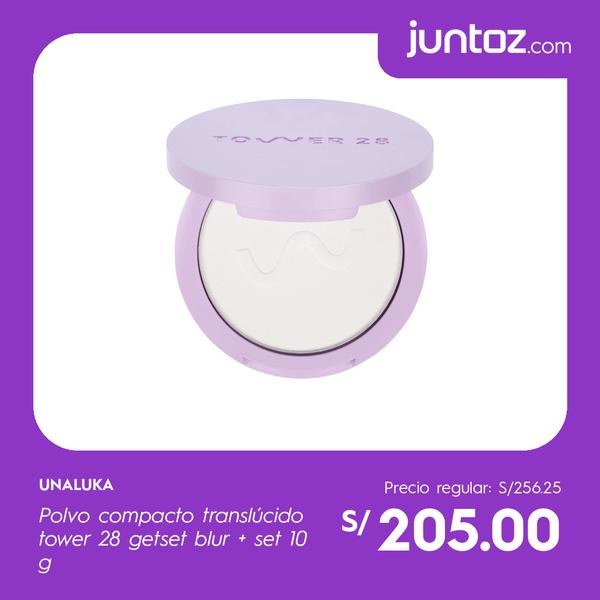 juntoz.com
TOWER 28
UNALUKA
Polvo compacto translúcido
tower 28 getset blur + set 10
g
Precio regular: S/256.25
S/ 205.00